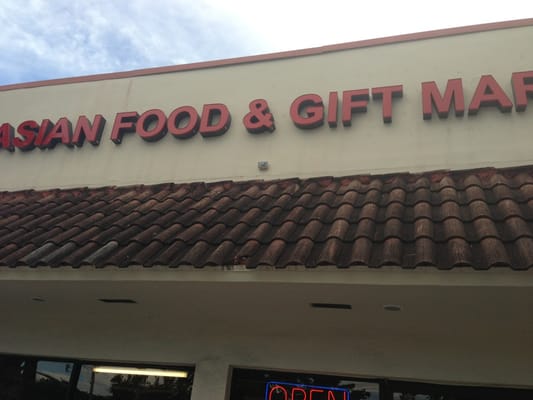 ASIAN FOOD & GIFT MAR
OPEN